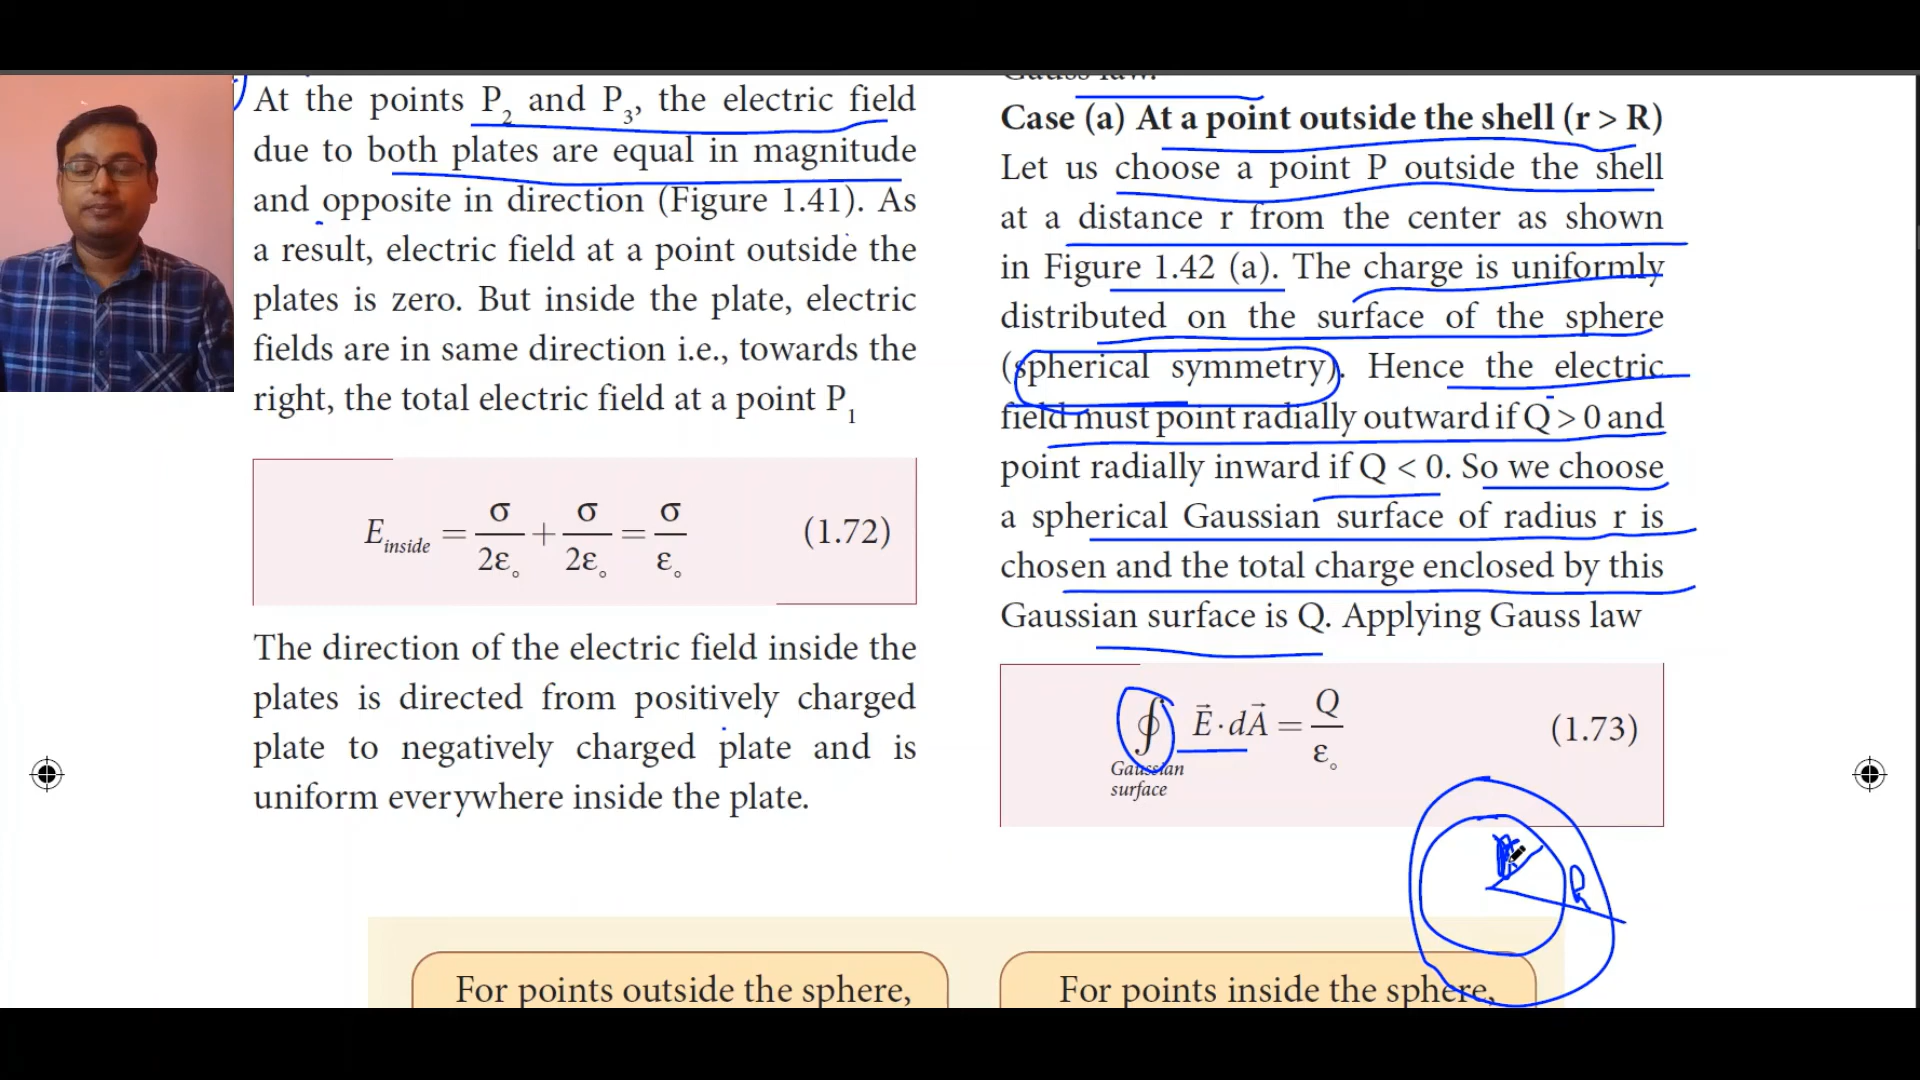 At the points P2 and P3, the electric field
due to both plates are equal in magnitude
and opposite in direction (Figure 1.41). As
a result, electric field at a point outside the
plates is zero. But inside the plate, electric
fields are in same direction i.e., towards the
right, the total electric field at a point P1
E_inside = σ/2ε₀ + σ/2ε₀ = σ/ε₀ (1.72)
The direction of the electric field inside the
plates is directed from positively charged
plate to negatively charged plate and is
uniform everywhere inside the plate.
Gauss law.
Case (a) At a point outside the shell (r > R)
Let us choose a point P outside the shell
at a distance r from the center as shown
in Figure 1.42 (a). The charge is uniformly
distributed on the surface of the sphere
(spherical symmetry). Hence the electric
field must point radially outward if Q > 0 and
point radially inward if Q < 0. So we choose
a spherical Gaussian surface of radius r is
chosen and the total charge enclosed by this
Gaussian surface is Q. Applying Gauss law
∮ E⃗ · dA⃗ = Q/ε₀ (1.73)
Gaussian
surface
R
For points outside the sphere,
For points inside the sphere,